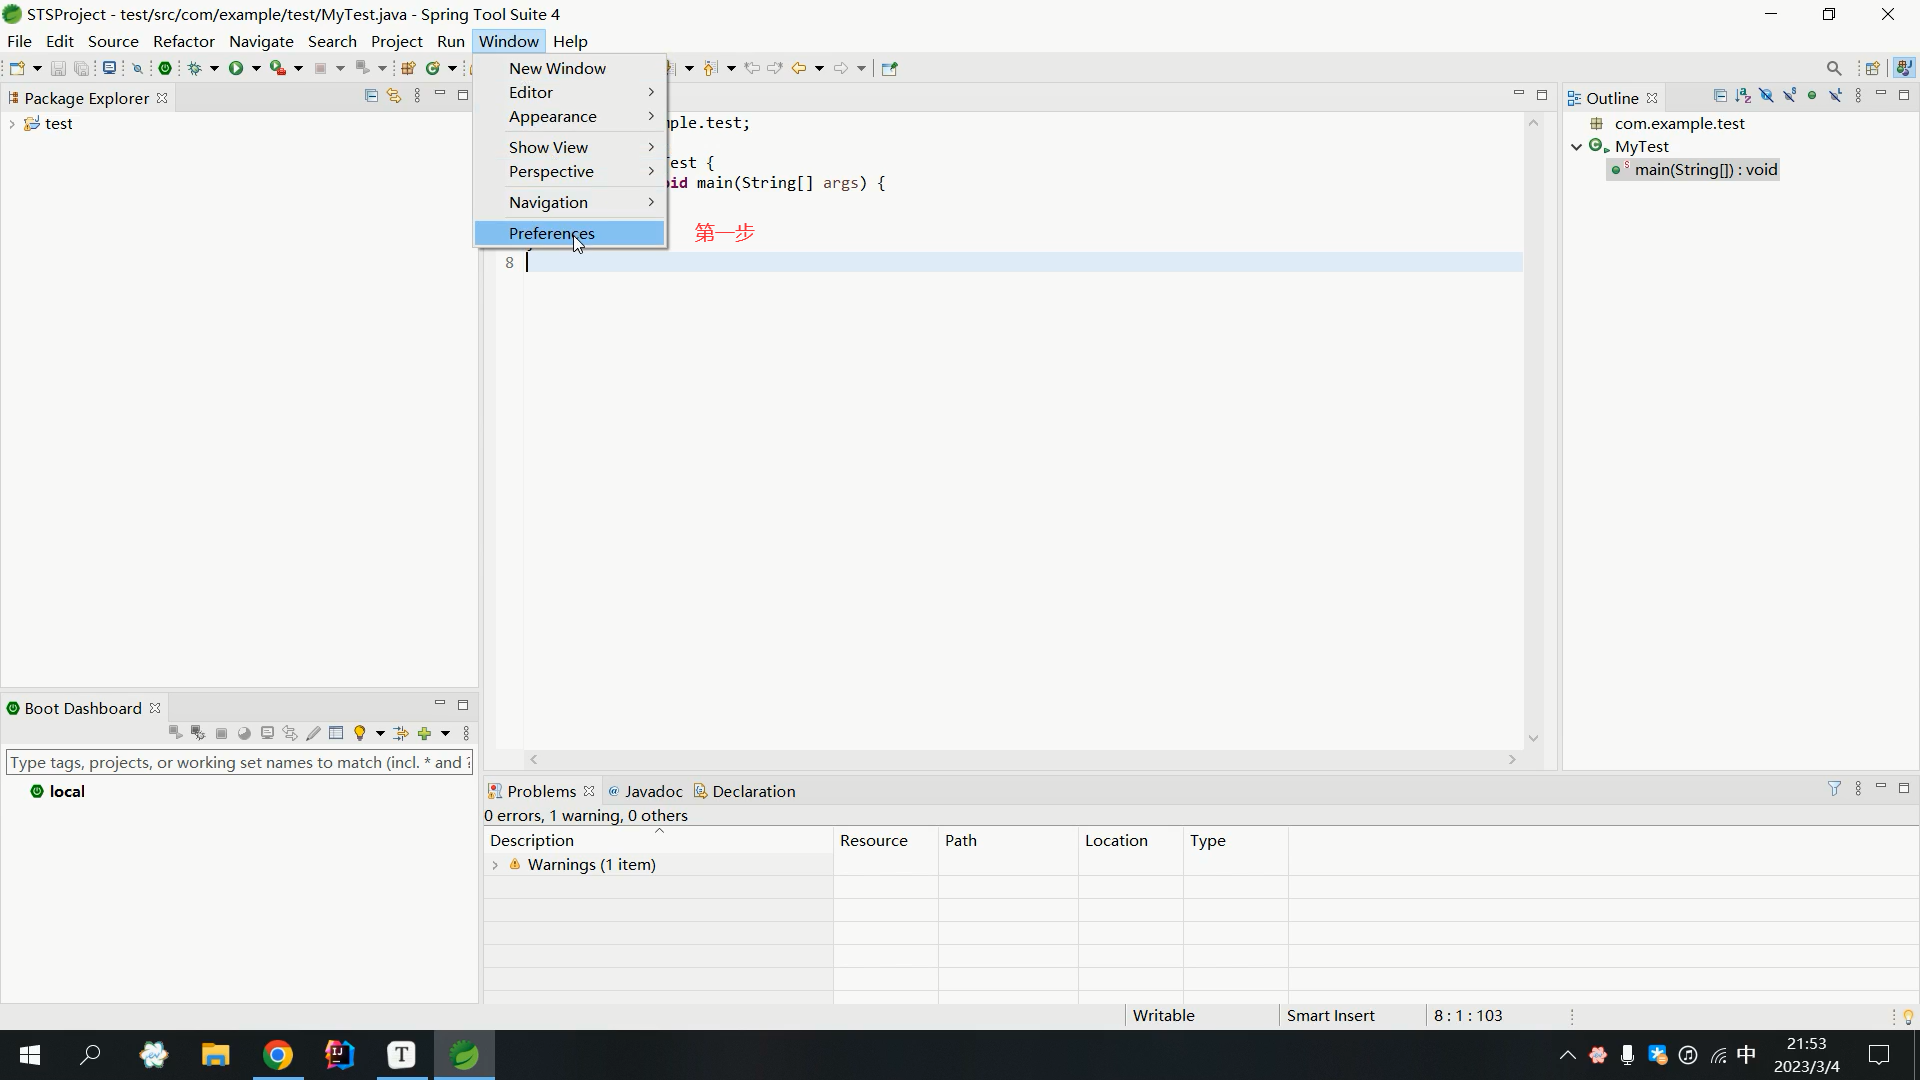 STSProject - test/src/com/example/test/MyTest.java - Spring Tool Suite 4
File Edit Source Refactor Navigate Search Project Run Window Help
New Window
Editor
Appearance
Show View
Perspective
Navigation
Preferences
Package Explorer
test
ple.test;
est {
id main(String[] args) {
第一步
8
Outline
com.example.test
MyTest
main(String[]) : void
Boot Dashboard
Type tags, projects, or working set names to match (incl. * and ?
local
Problems Javadoc Declaration
0 errors, 1 warning, 0 others
Description Resource Path Location Type
Warnings (1 item)
Writable Smart Insert 8 : 1 : 103
中
21:53
2023/3/4